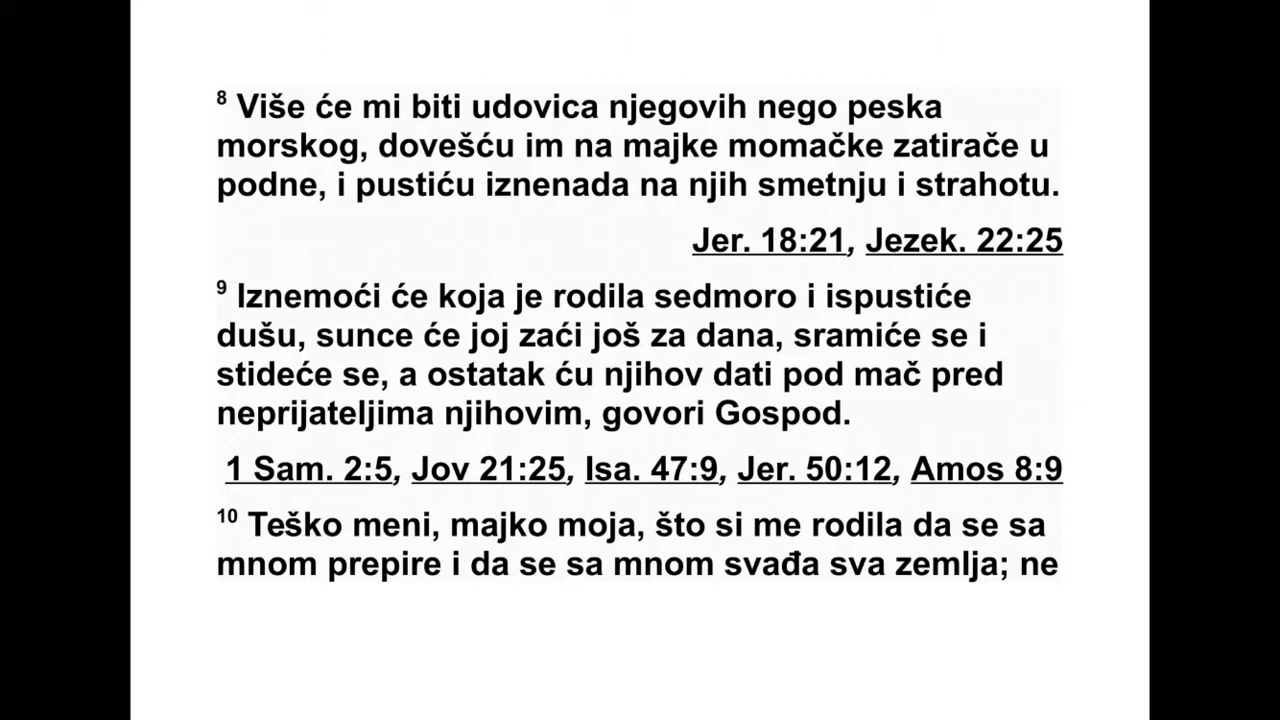 8 Više će mi biti udovica njegovih nego peska
morskog, dovešću im na majke momačke zatirače u
podne, i pustiću iznenada na njih smetnju i strahotu.
Jer. 18:21, Jezek. 22:25
9 Iznemoći će koja je rodila sedmoro i ispustiće
dušu, sunce će joj zaći još za dana, sramiće se i
stideće se, a ostatak ću njihov dati pod mač pred
neprijateljima njihovim, govori Gospod.
1 Sam. 2:5, Jov 21:25, Isa. 47:9, Jer. 50:12, Amos 8:9
10 Teško meni, majko moja, što si me rodila da se sa
mnom prepire i da se sa mnom svađa sva zemlja; ne